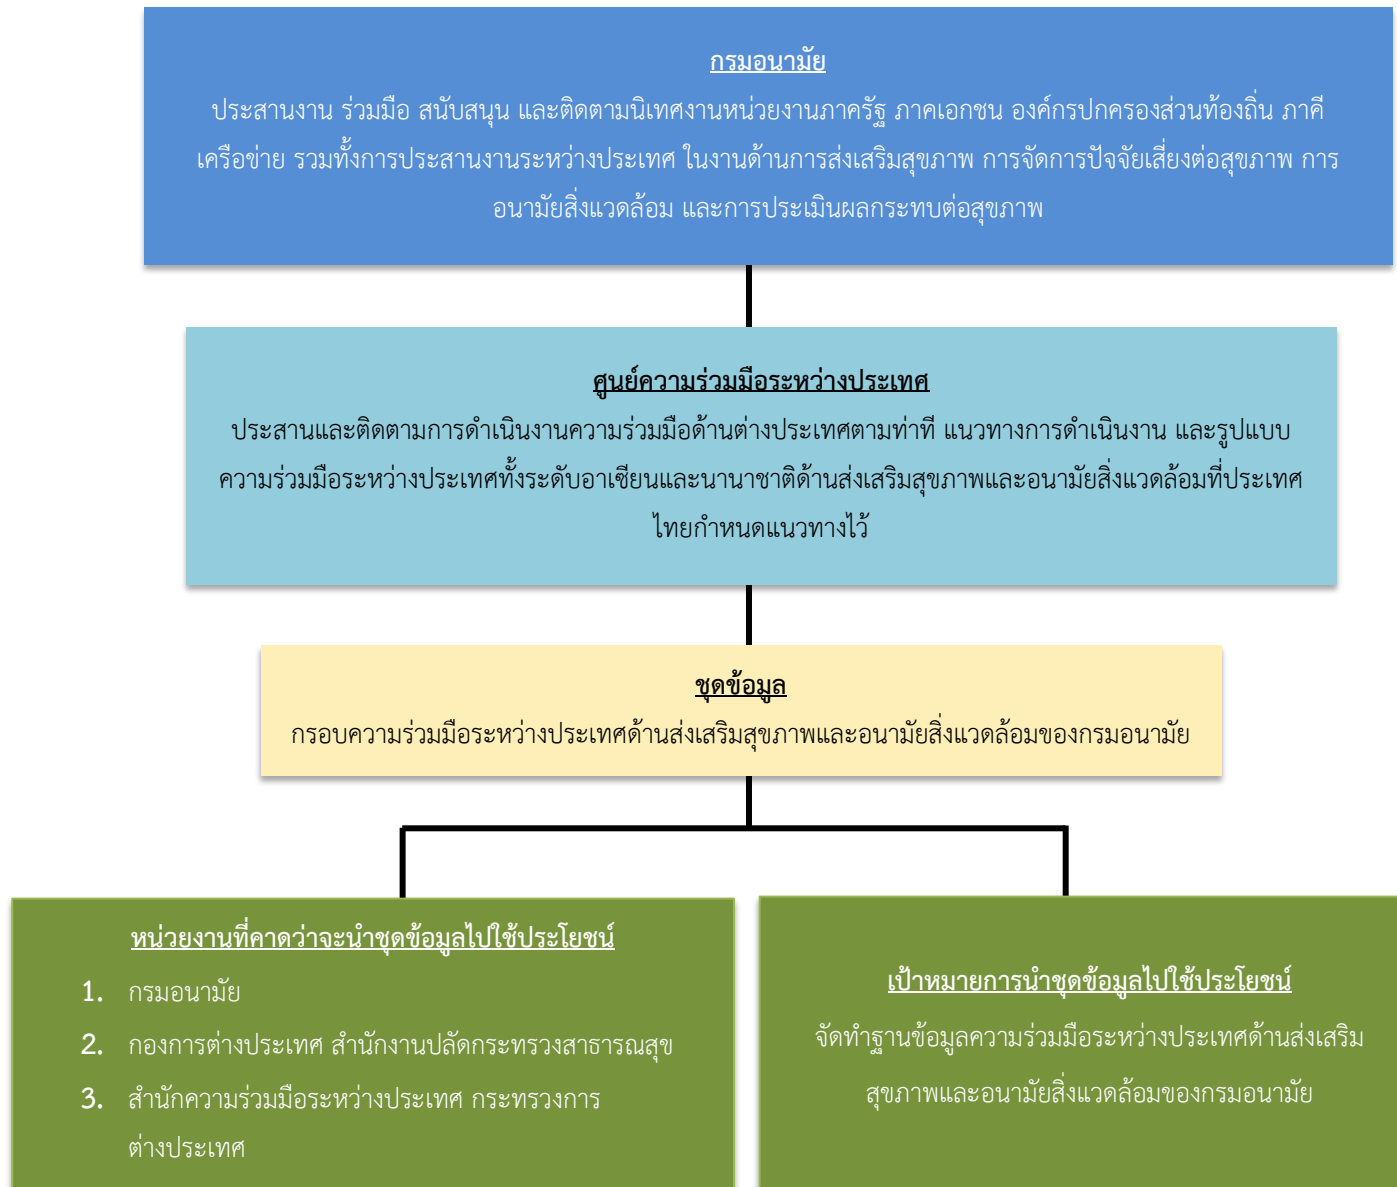 กรมอนามัย
ประสานงาน ร่วมมือ สนับสนุน และติดตามนิเทศงานหน่วยงานภาครัฐ ภาคเอกชน องค์กรปกครองส่วนท้องถิ่น ภาคี
เครือข่าย รวมทั้งการประสานงานระหว่างประเทศ ในงานด้านการส่งเสริมสุขภาพ การจัดการปัจจัยเสี่ยงต่อสุขภาพ การ
อนามัยสิ่งแวดล้อม และการประเมินผลกระทบต่อสุขภาพ
ศูนย์ความร่วมมือระหว่างประเทศ
ประสานและติดตามการดำเนินงานความร่วมมือด้านต่างประเทศตามท่าที แนวทางการดำเนินงาน และรูปแบบ
ความร่วมมือระหว่างประเทศทั้งระดับอาเซียนและนานาชาติด้านส่งเสริมสุขภาพและอนามัยสิ่งแวดล้อมที่ประเทศ
ไทยกำหนดแนวทางไว้
ชุดข้อมูล
กรอบความร่วมมือระหว่างประเทศด้านส่งเสริมสุขภาพและอนามัยสิ่งแวดล้อมของกรมอนามัย
หน่วยงานที่คาดว่าจะนำชุดข้อมูลไปใช้ประโยชน์
1. กรมอนามัย
2. กองการต่างประเทศ สำนักงานปลัดกระทรวงสาธารณสุข
3. สำนักความร่วมมือระหว่างประเทศ กระทรวงการ
ต่างประเทศ
เป้าหมายการนำชุดข้อมูลไปใช้ประโยชน์
จัดทำฐานข้อมูลความร่วมมือระหว่างประเทศด้านส่งเสริม
สุขภาพและอนามัยสิ่งแวดล้อมของกรมอนามัย